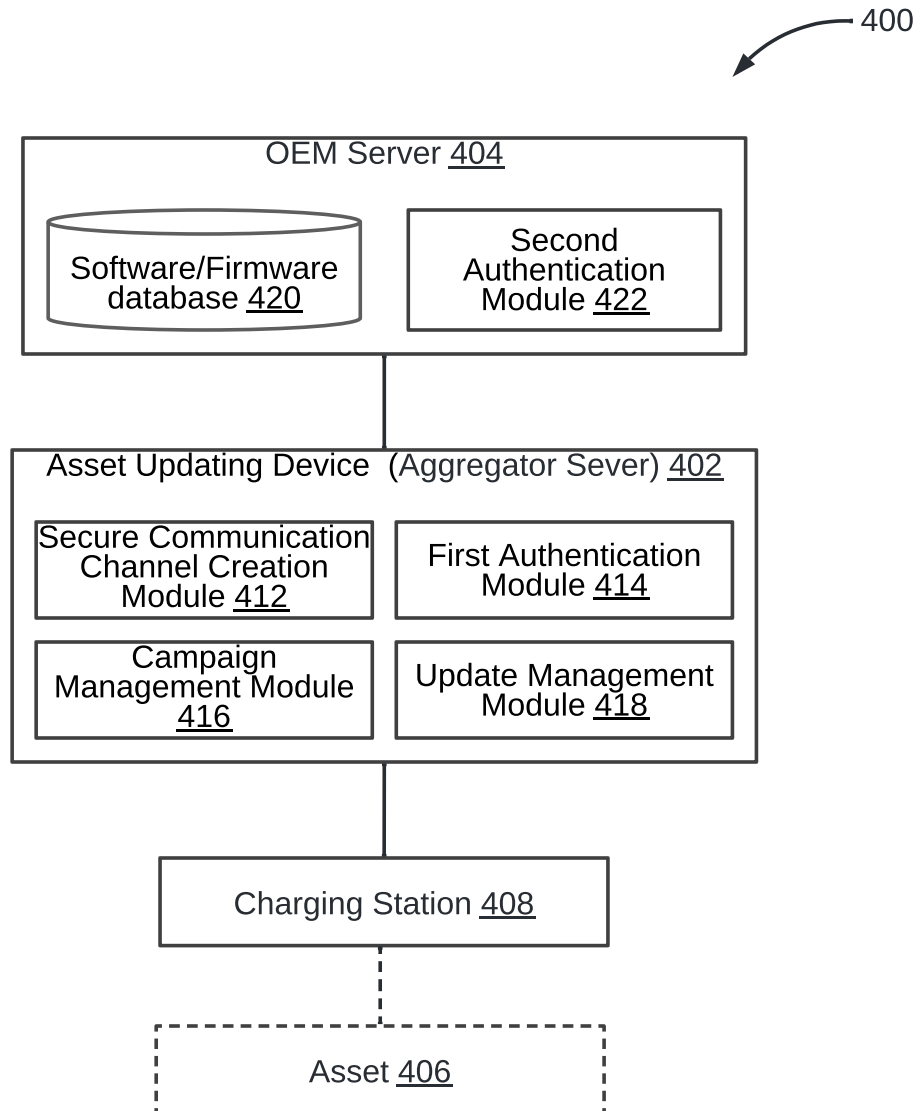 400
OEM Server 404
Software/Firmware
database 420
Second
Authentication
Module 422
Asset Updating Device (Aggregator Sever) 402
Secure Communication
Channel Creation
Module 412
First Authentication
Module 414
Campaign
Management Module
416
Update Management
Module 418
Charging Station 408
Asset 406